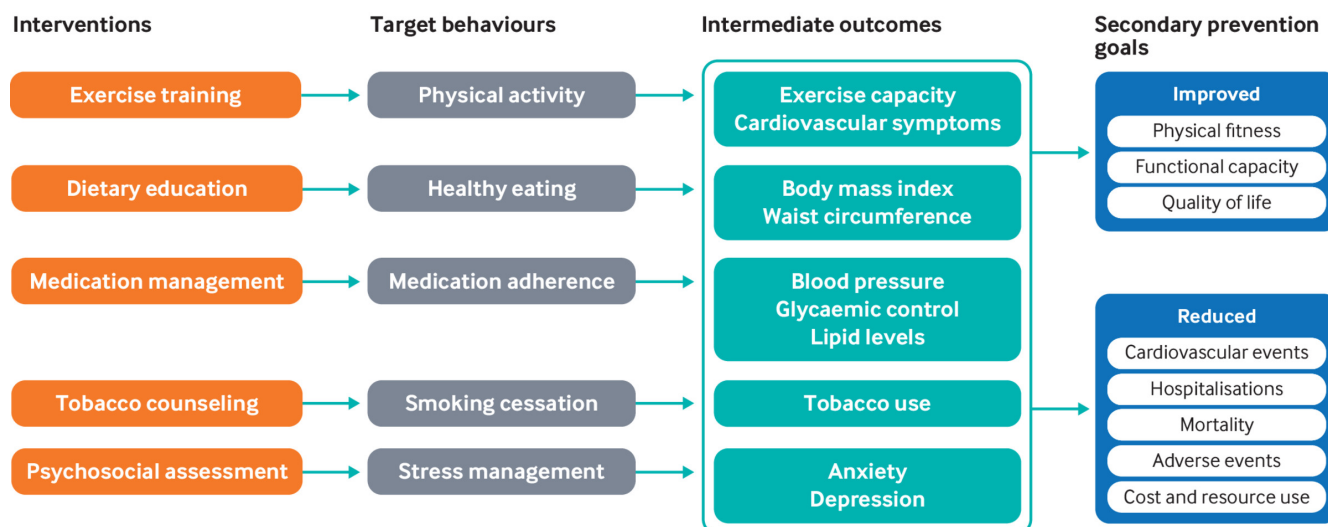 Interventions
Target behaviours
Intermediate outcomes
Secondary prevention
goals
Exercise training
Physical activity
Exercise capacity
Cardiovascular symptoms
Dietary education
Healthy eating
Body mass index
Waist circumference
Medication management
Medication adherence
Blood pressure
Glycaemic control
Lipid levels
Tobacco counseling
Smoking cessation
Tobacco use
Psychosocial assessment
Stress management
Anxiety
Depression
Improved
Physical fitness
Functional capacity
Quality of life
Reduced
Cardiovascular events
Hospitalisations
Mortality
Adverse events
Cost and resource use